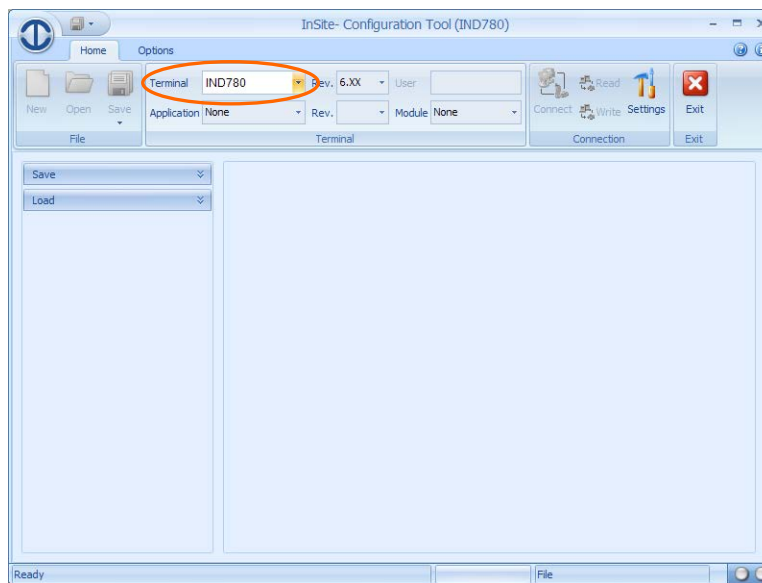 InSite- Configuration Tool (IND780)
Home Options
Terminal IND780 Rev. 6.XX User
Application None Rev. Module None
New Open Save
Connect Read Write Settings
Exit
File Terminal Connection Exit
Save
Load
Ready File